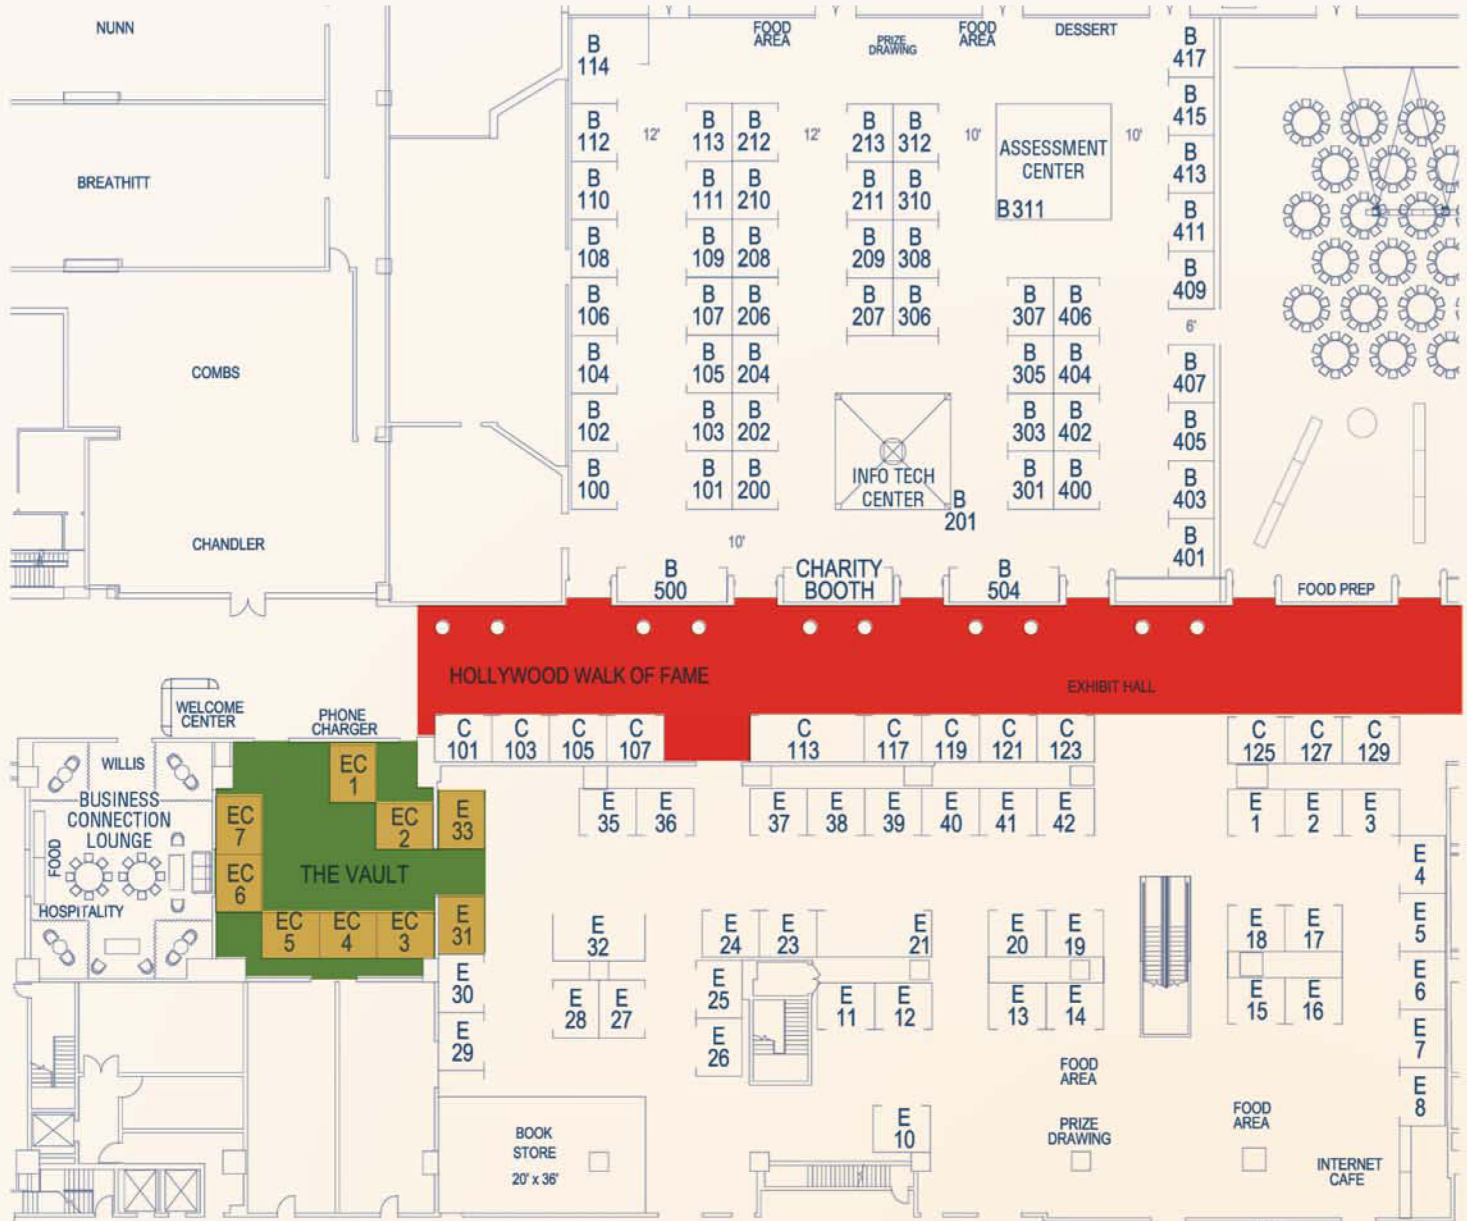 NUNN
BREATHITT
COMBS
CHANDLER
FOOD
AREA
PRIZE
DRAWING
FOOD
AREA
DESSERT
B
114
B
112
B
110
B
108
B
106
B
104
B
102
B
100
12'
B
113
B
212
B
111
B
210
B
109
B
208
B
107
B
206
B
105
B
204
B
103
B
202
B
101
B
200
12'
B
213
B
312
B
211
B
310
B
209
B
308
B
207
B
306
10'
ASSESSMENT
CENTER
B311
10'
INFO TECH
CENTER
B
201
B
307
B
406
B
305
B
404
B
303
B
402
B
301
B
400
B
417
B
415
B
413
B
411
B
409
6'
B
407
B
405
B
403
B
401
10'
B
500
CHARITY
BOOTH
B
504
FOOD PREP
HOLLYWOOD WALK OF FAME
EXHIBIT HALL
WELCOME
CENTER
PHONE
CHARGER
C
101
C
103
C
105
C
107
C
113
C
117
C
119
C
121
C
123
C
125
C
127
C
129
WILLIS
BUSINESS
CONNECTION
LOUNGE
FOOD
HOSPITALITY
EC
1
EC
2
EC
7
EC
6
THE VAULT
EC
5
EC
4
EC
3
E
33
E
31
E
30
E
29
E
35
E
36
E
37
E
38
E
39
E
40
E
41
E
42
E
1
E
2
E
3
E
4
E
5
E
6
E
7
E
8
E
32
E
28
E
27
E
24
E
23
E
21
E
25
E
26
E
11
E
12
E
20
E
19
E
13
E
14
E
18
E
17
E
15
E
16
E
10
BOOK
STORE
20' x 36'
FOOD
AREA
PRIZE
DRAWING
FOOD
AREA
INTERNET
CAFE